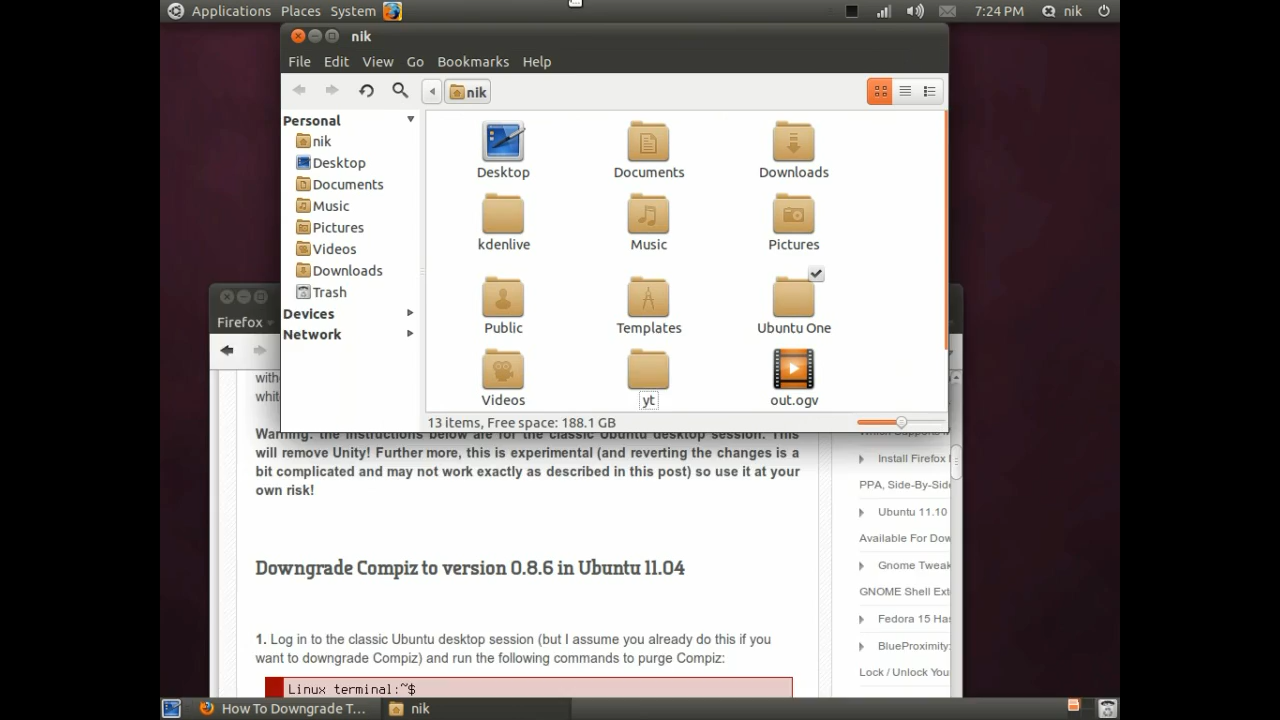 Applications Places System
7:24 PM nik
nik
File Edit View Go Bookmarks Help
nik
Personal
nik
Desktop
Documents
Music
Pictures
Videos
Downloads
Trash
Devices
Network
Desktop Documents Downloads
kdenlive Music Pictures
Public Templates Ubuntu One
Videos yt out.ogv
13 items, Free space: 188.1 GB
Firefox
Warning: the instructions below are for the classic Ubuntu desktop session. This
will remove Unity! Further more, this is experimental (and reverting the changes is a
bit complicated and may not work exactly as described in this post) so use it at your
own risk!
Downgrade Compiz to version 0.8.6 in Ubuntu 11.04
1. Log in to the classic Ubuntu desktop session (but I assume you already do this if you
want to downgrade Compiz) and run the following commands to purge Compiz:
Linux terminal:~$
Install Firefox
PPA, Side-By-Side
Ubuntu 11.10
Available For Dow
Gnome Tweak
GNOME Shell Ext
Fedora 15 Has
BlueProximity:
Lock / Unlock You
How To Downgrade T... nik